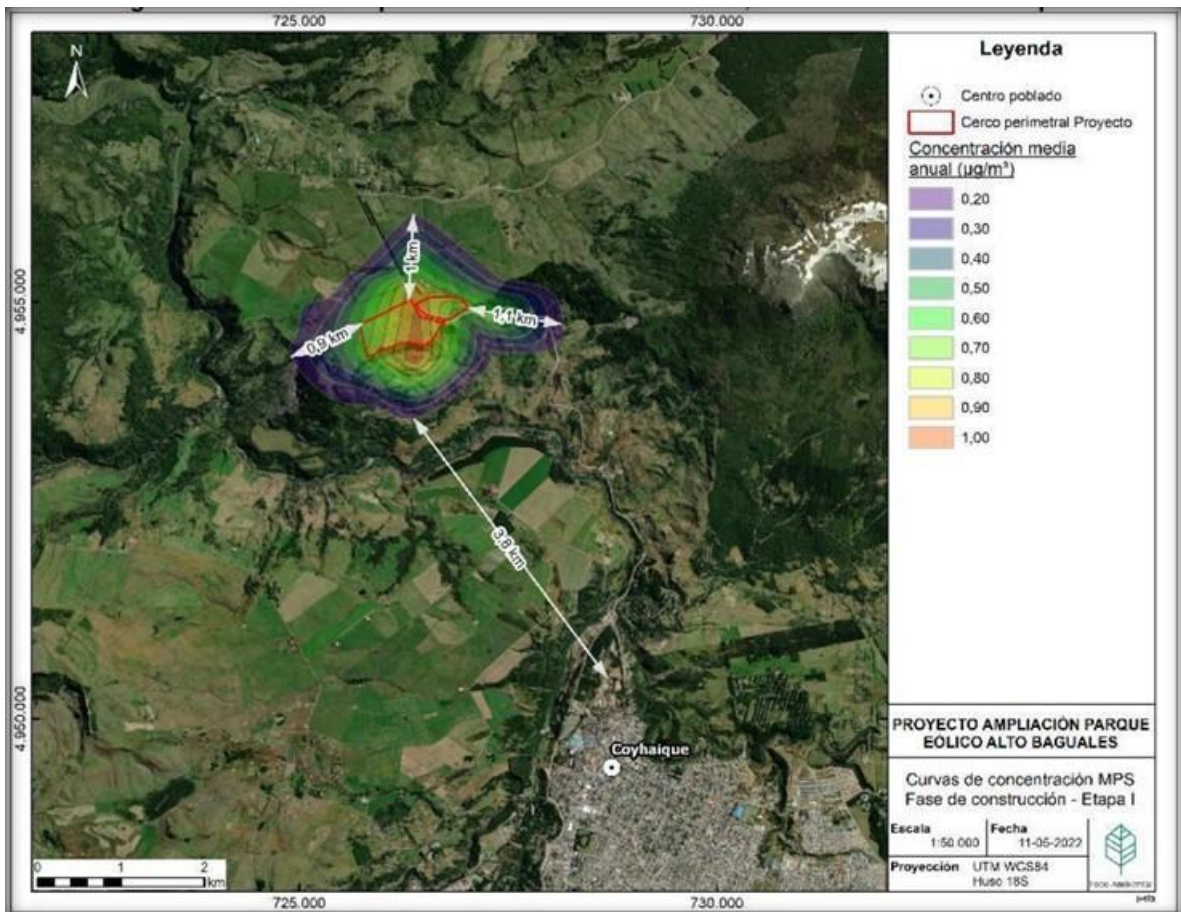 725.000
730.000
N
4.955.000
4.950.000
1 km
1,1 km
0,9 km
3,8 km
Coyhaique
0 1 2
km
725.000
730.000
Leyenda
Centro poblado
Cerco perimetral Proyecto
Concentración media
anual (µg/m³)
0,20
0,30
0,40
0,50
0,60
0,70
0,80
0,90
1,00
PROYECTO AMPLIACIÓN PARQUE
EÓLICO ALTO BAGUALES
Curvas de concentración MPS
Fase de construcción - Etapa I
Escala
1:50.000
Fecha
11-05-2022
Proyección
UTM WGS84
Huso 18S